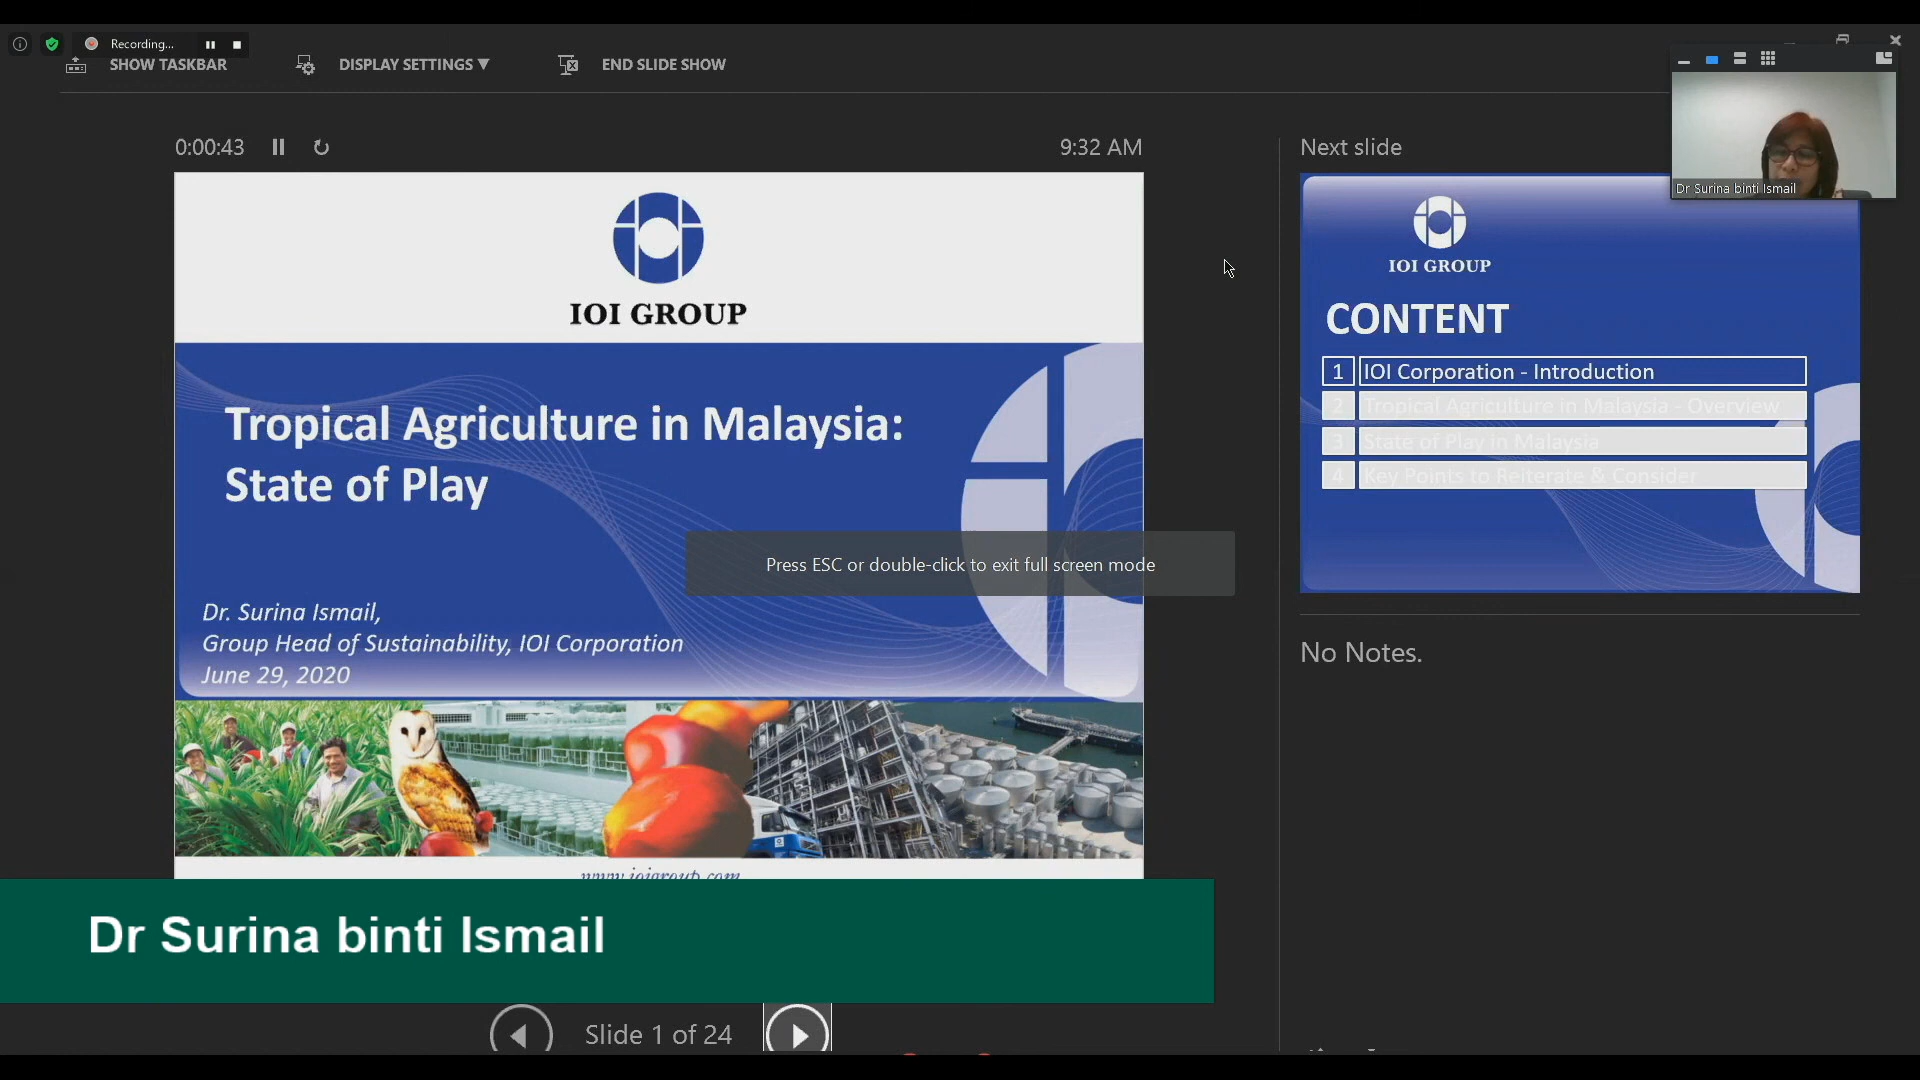 Recording...
SHOW TASKBAR
DISPLAY SETTINGS ▼
END SLIDE SHOW
0:00:43
9:32 AM
IOI GROUP
Tropical Agriculture in Malaysia:
State of Play
Press ESC or double-click to exit full screen mode
Dr. Surina Ismail,
Group Head of Sustainability, IOI Corporation
June 29, 2020
www.ioigroup.com
Dr Surina binti Ismail
Slide 1 of 24
Next slide
Dr Surina binti Ismail
IOI GROUP
CONTENT
1 IOI Corporation - Introduction
2 Tropical Agriculture in Malaysia - Overview
3 State of Play in Malaysia
4 Key Points to Reiterate & Consider
No Notes.